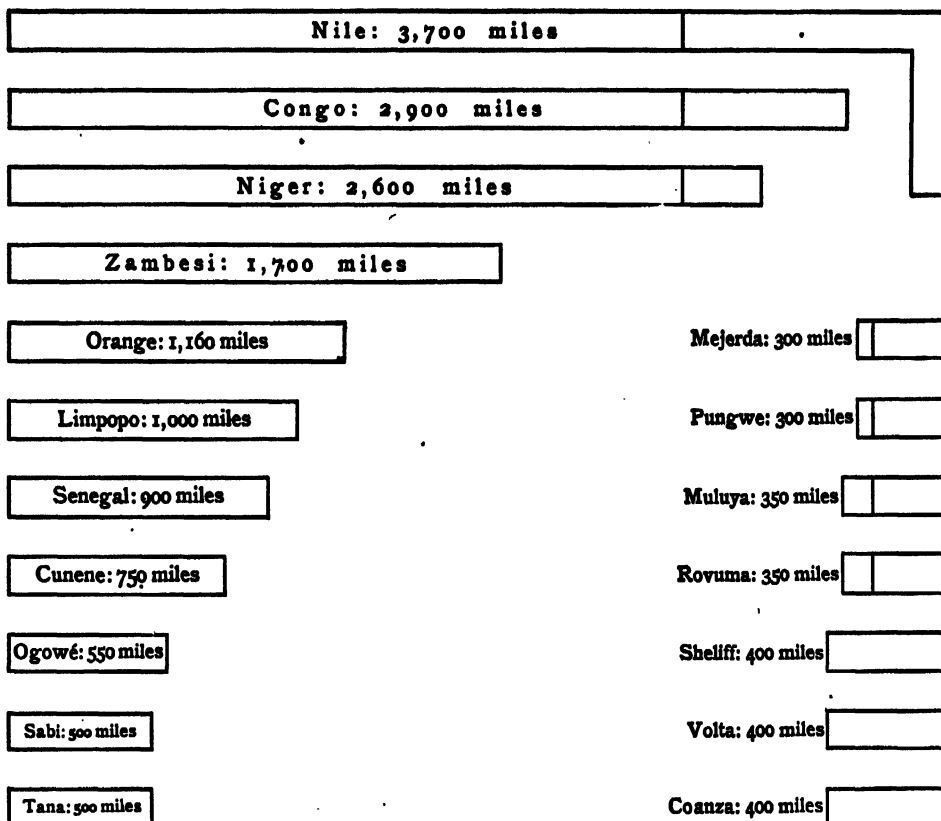 Nile: 3,700 miles
Congo: 2,900 miles
Niger: 2,600 miles
Zambesi: 1,700 miles
Orange: 1,160 miles
Mejerda: 300 miles
Limpopo: 1,000 miles
Pungwe: 300 miles
Senegal: 900 miles
Muluya: 350 miles
Cunene: 750 miles
Rovuma: 350 miles
Ogowé: 550 miles
Sheliff: 400 miles
Sabi: 500 miles
Volta: 400 miles
Tana: 500 miles
Coanza: 400 miles